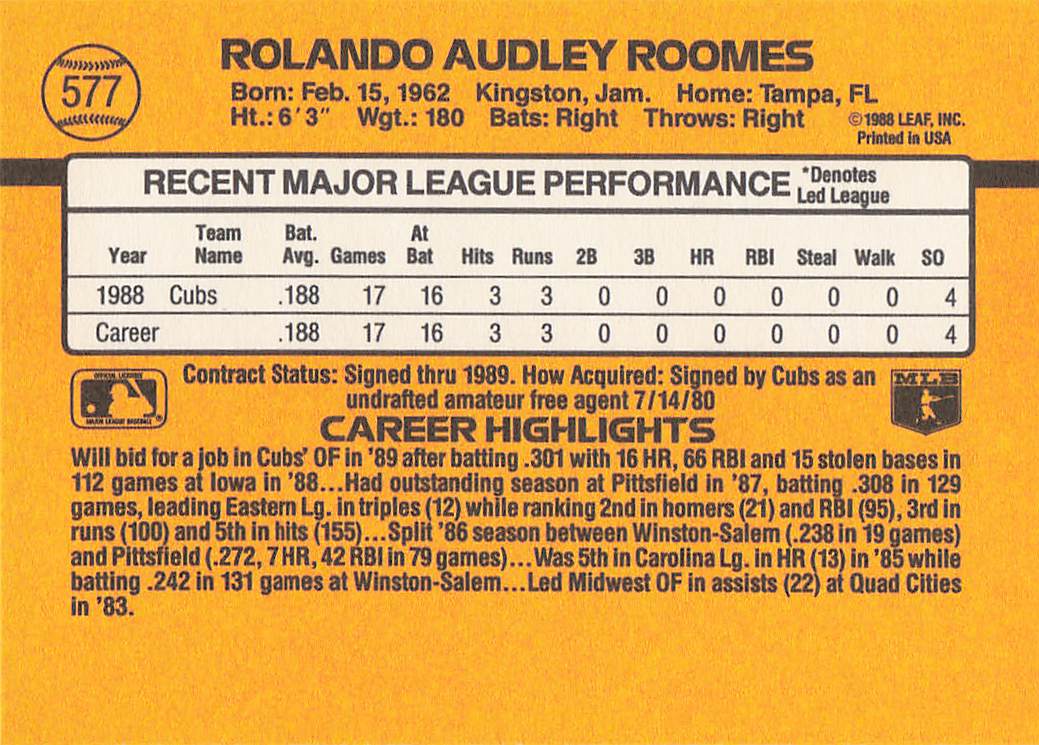 577
ROLANDO AUDLEY ROOMES
Born: Feb. 15, 1962 Kingston, Jam. Home: Tampa, FL
Ht.: 6'3" Wgt.: 180 Bats: Right Throws: Right ©1988 LEAF, INC.
Printed in USA
RECENT MAJOR LEAGUE PERFORMANCE *Denotes
Led League
Year Team Name Bat. Avg. Games At Bat Hits Runs 2B 3B HR RBI Steal Walk SO
1988 Cubs .188 17 16 3 3 0 0 0 0 0 0 4
Career .188 17 16 3 3 0 0 0 0 0 0 4
OFFICIAL LICENSEE
MAJOR LEAGUE BASEBALL
®
Contract Status: Signed thru 1989. How Acquired: Signed by Cubs as an
undrafted amateur free agent 7/14/80
MLB
CAREER HIGHLIGHTS
Will bid for a job in Cubs' OF in '89 after batting .301 with 16 HR, 66 RBI and 15 stolen bases in
112 games at Iowa in '88...Had outstanding season at Pittsfield in '87, batting .308 in 129
games, leading Eastern Lg. in triples (12) while ranking 2nd in homers (21) and RBI (95), 3rd in
runs (100) and 5th in hits (155)...Split '86 season between Winston-Salem (.238 in 19 games)
and Pittsfield (.272, 7 HR, 42 RBI in 79 games)...Was 5th in Carolina Lg. in HR (13) in '85 while
batting .242 in 131 games at Winston-Salem...Led Midwest OF in assists (22) at Quad Cities
in '83.